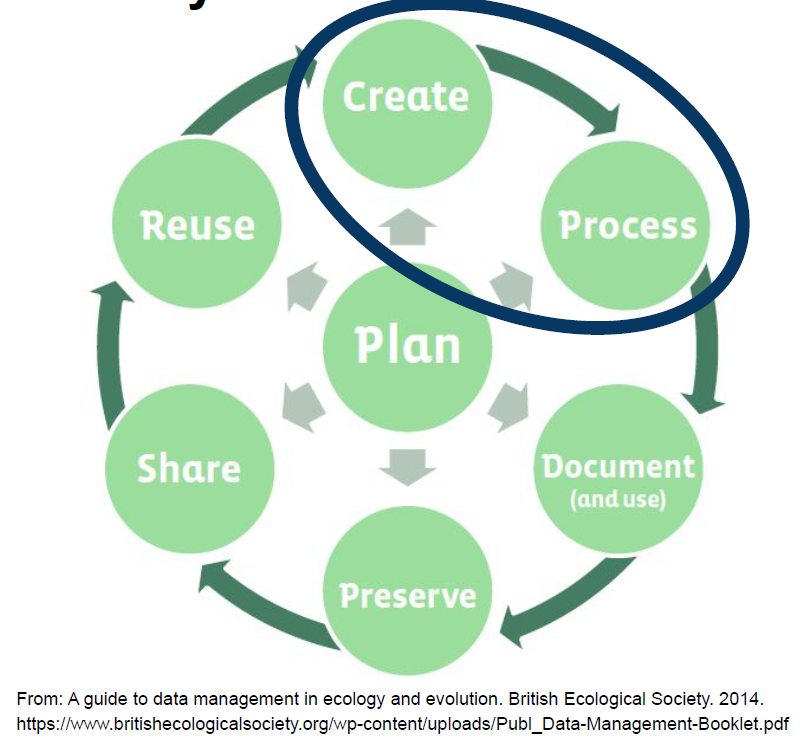 Create
Process
Reuse
Plan
Document
(and use)
Share
Preserve
From: A guide to data management in ecology and evolution. British Ecological Society. 2014.
https://www.britishecologicalsociety.org/wp-content/uploads/Publ_Data-Management-Booklet.pdf